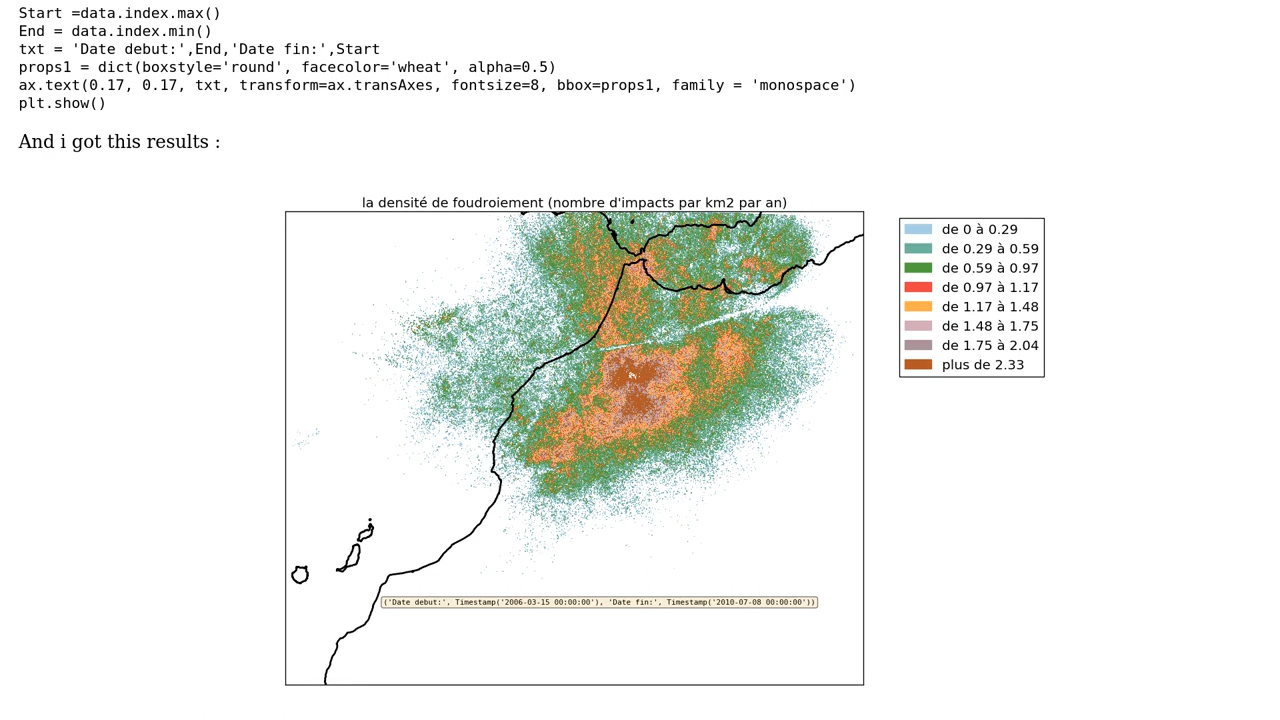 Start =data.index.max()
End = data.index.min()
txt = 'Date debut:',End,'Date fin:',Start
props1 = dict(boxstyle='round', facecolor='wheat', alpha=0.5)
ax.text(0.17, 0.17, txt, transform=ax.transAxes, fontsize=8, bbox=props1, family = 'monospace')
plt.show()
And i got this results :
la densité de foudroiement (nombre d'impacts par km2 par an)
de 0 à 0.29
de 0.29 à 0.59
de 0.59 à 0.97
de 0.97 à 1.17
de 1.17 à 1.48
de 1.48 à 1.75
de 1.75 à 2.04
plus de 2.33
('Date debut:', Timestamp('2006-03-15 00:00:00'), 'Date fin:', Timestamp('2010-07-08 00:00:00'))